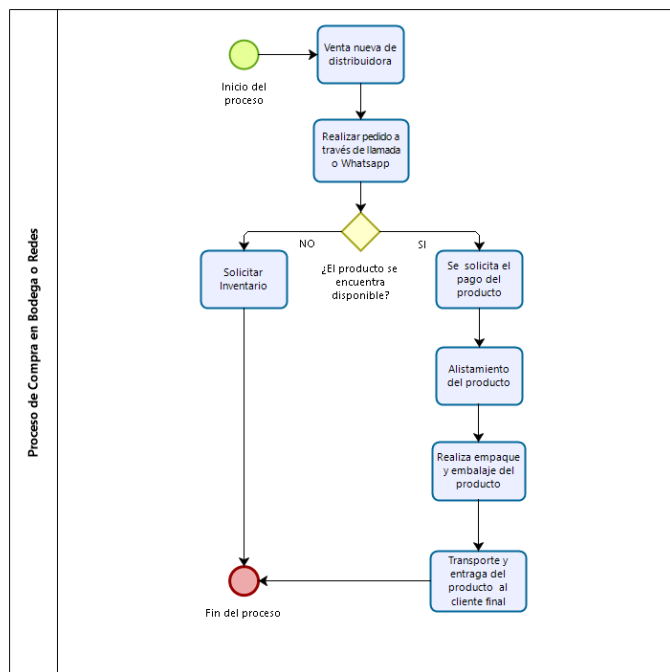 Proceso de Compra en Bodega o Redes
Venta nueva de
distribuidora
Inicio del
proceso
Realizar pedido a
través de llamada
o Whatsapp
NO
SI
¿El producto se
encuentra
disponible?
Solicitar
Inventario
Se solicita el
pago del
producto
Alistamiento
del producto
Realiza empaque
y embalaje del
producto
Transporte y
entraga del
producto al
cliente final
Fin del proceso